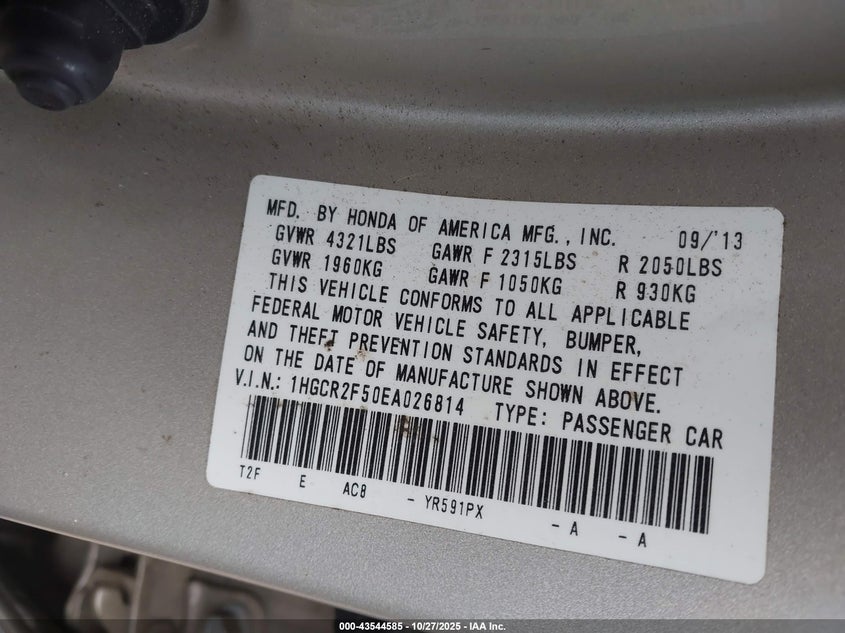 MFD. BY HONDA OF AMERICA MFG., INC. 09/'13
GVWR 4321LBS GAWR F 2315LBS R 2050LBS
GVWR 1960KG GAWR F 1050KG R 930KG
THIS VEHICLE CONFORMS TO ALL APPLICABLE
FEDERAL MOTOR VEHICLE SAFETY, BUMPER,
AND THEFT PREVENTION STANDARDS IN EFFECT
ON THE DATE OF MANUFACTURE SHOWN ABOVE.
V.I.N.: 1HGCR2F50EA026814 TYPE: PASSENGER CAR
T2F E AC8 - YR591PX - A - A
000-43544585 - 10/27/2025 - IAA Inc.